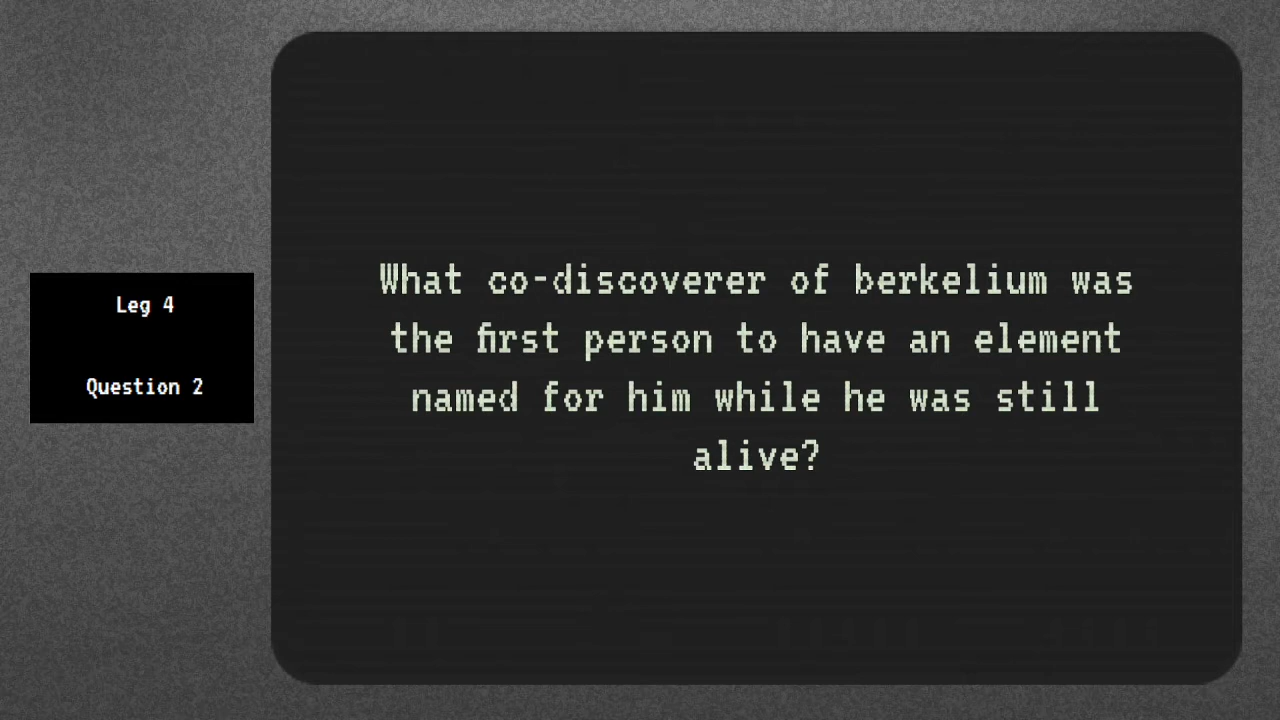 Leg 4
Question 2
What co-discoverer of berkelium was
the first person to have an element
named for him while he was still
alive?